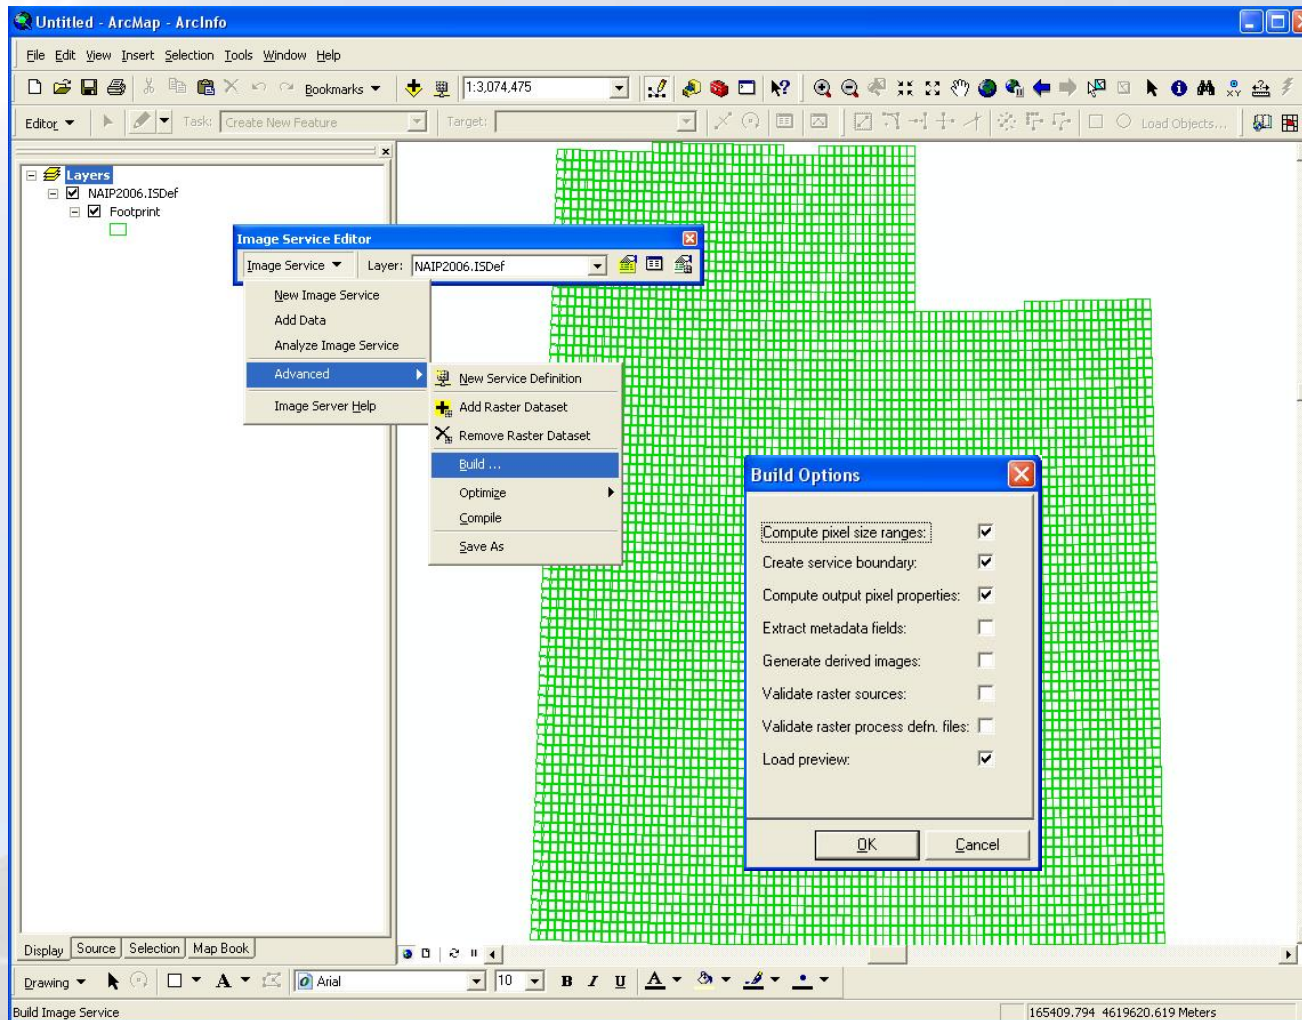 Untitled - ArcMap - ArcInfo
File Edit View Insert Selection Tools Window Help
Bookmarks
1:3,074,475
Editor
Task:
Create New Feature
Target:
Load Objects...
Layers
NAIP2006.ISDef
Footprint
Image Service Editor
Image Service
Layer:
NAIP2006.ISDef
New Image Service
Add Data
Analyze Image Service
Advanced
Image Server Help
New Service Definition
Add Raster Dataset
Remove Raster Dataset
Build ...
Optimize
Compile
Save As
Build Options
Compute pixel size ranges:
Create service boundary:
Compute output pixel properties:
Extract metadata fields:
Generate derived images:
Validate raster sources:
Validate raster process defn. files:
Load preview:
OK
Cancel
Display Source Selection Map Book
Drawing
A
Arial
10
B I U A
Build Image Service
165409.794 4619620.619 Meters